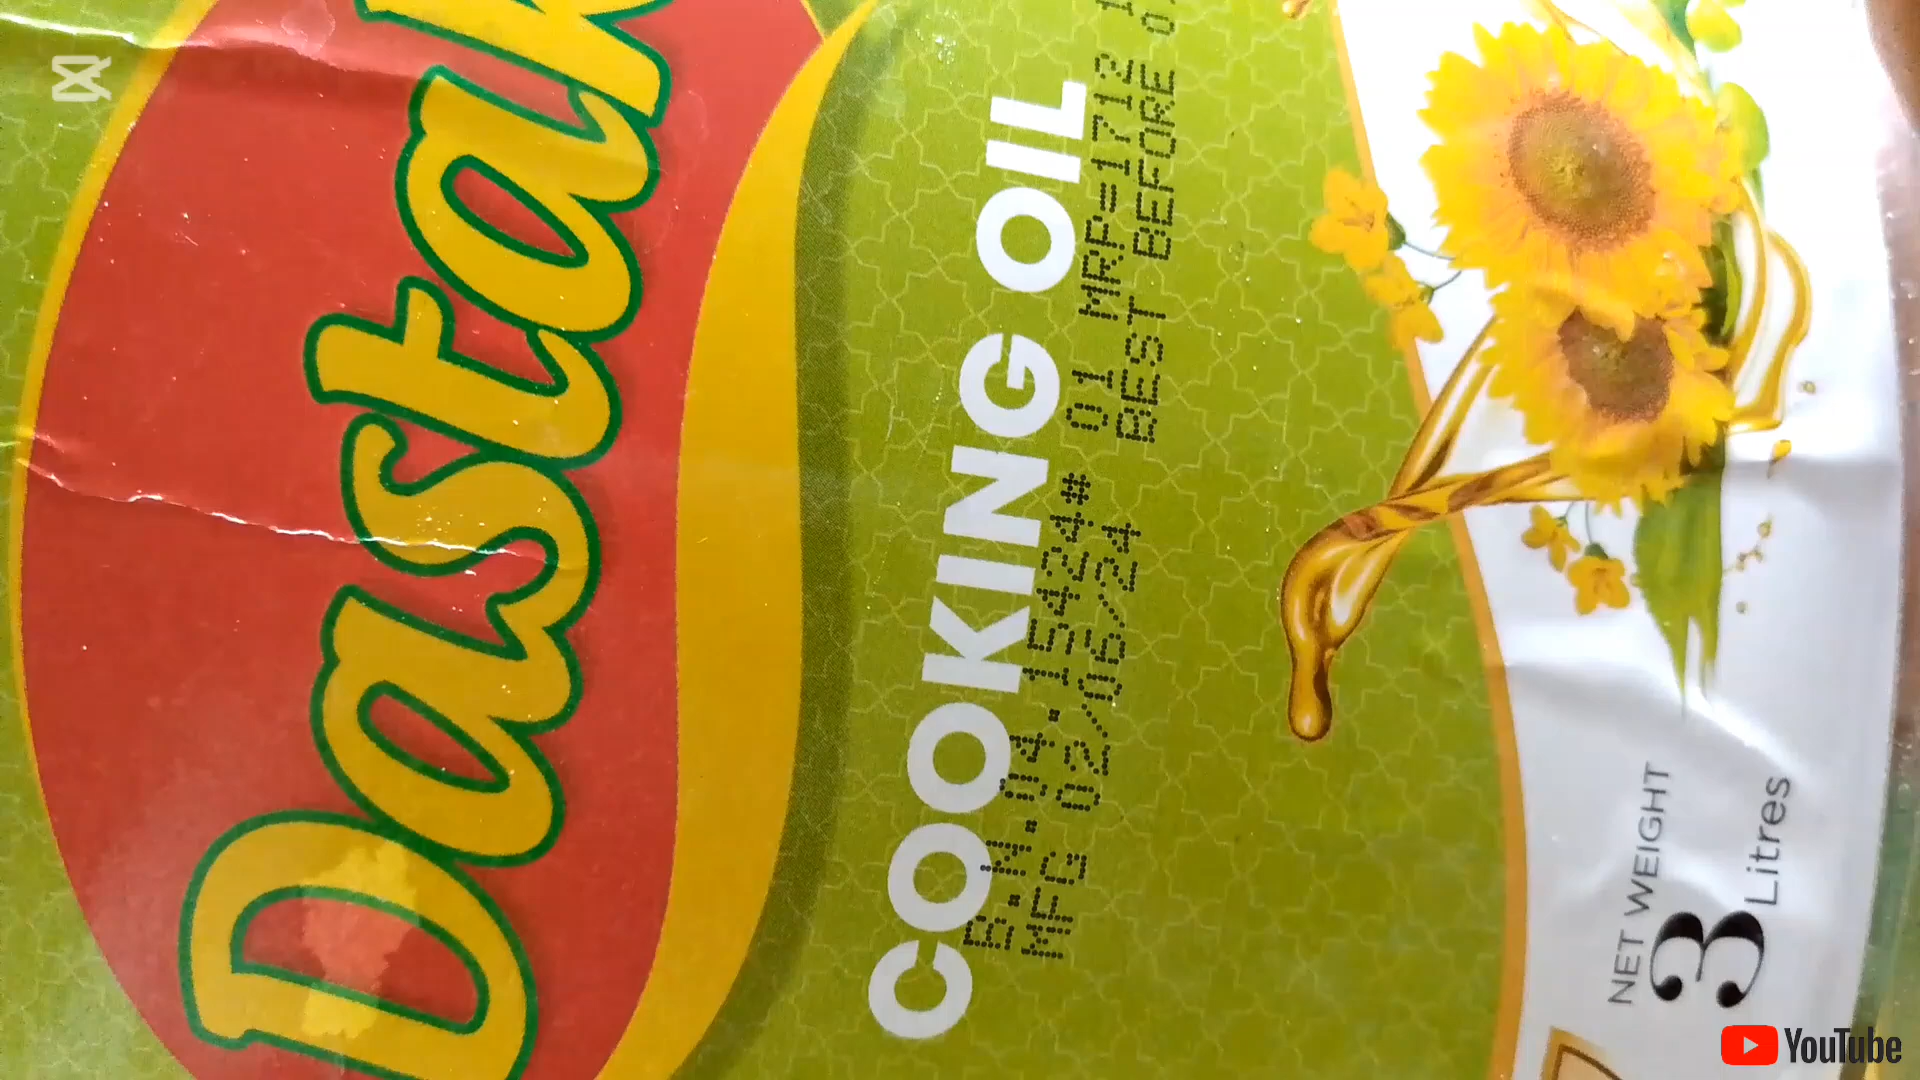 Dastak
COOKING OIL
B.N.04.15424# 01 MRP=1712
MFG 02/06/24 BEST BEFORE
NET WEIGHT
3 Litres
YouTube